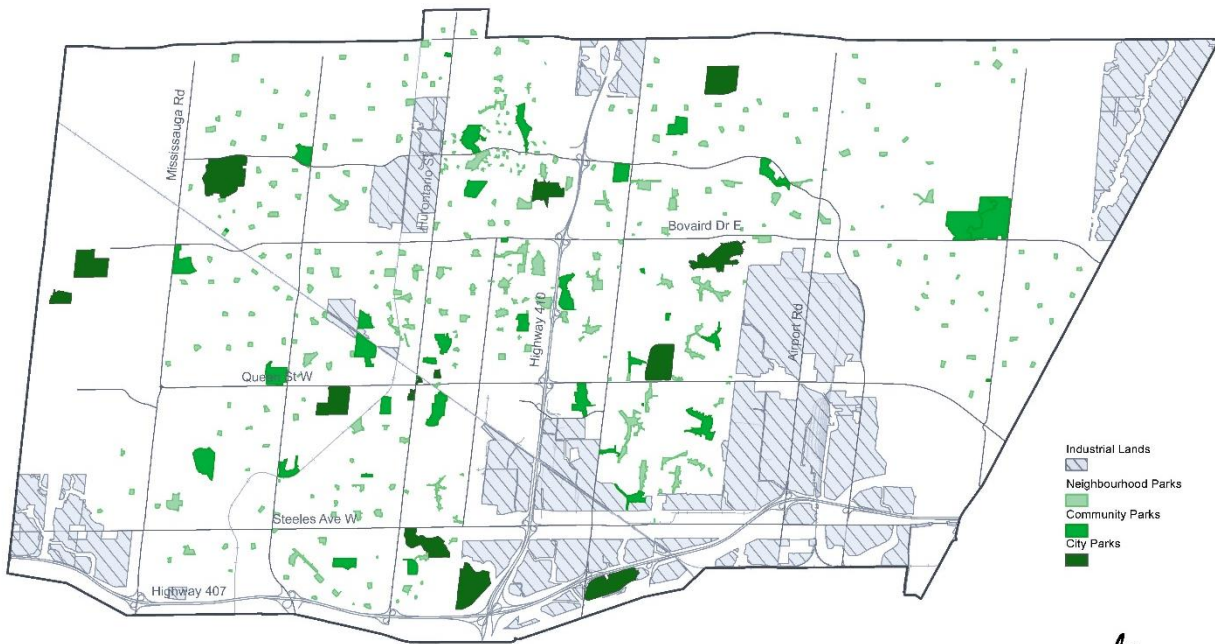 Mississauga Rd
Hurontario St
Bovaird Dr E
Highway 410
Airport Rd
Queen St W
Steeles Ave W
Highway 407
Industrial Lands
Neighbourhood Parks
Community Parks
City Parks